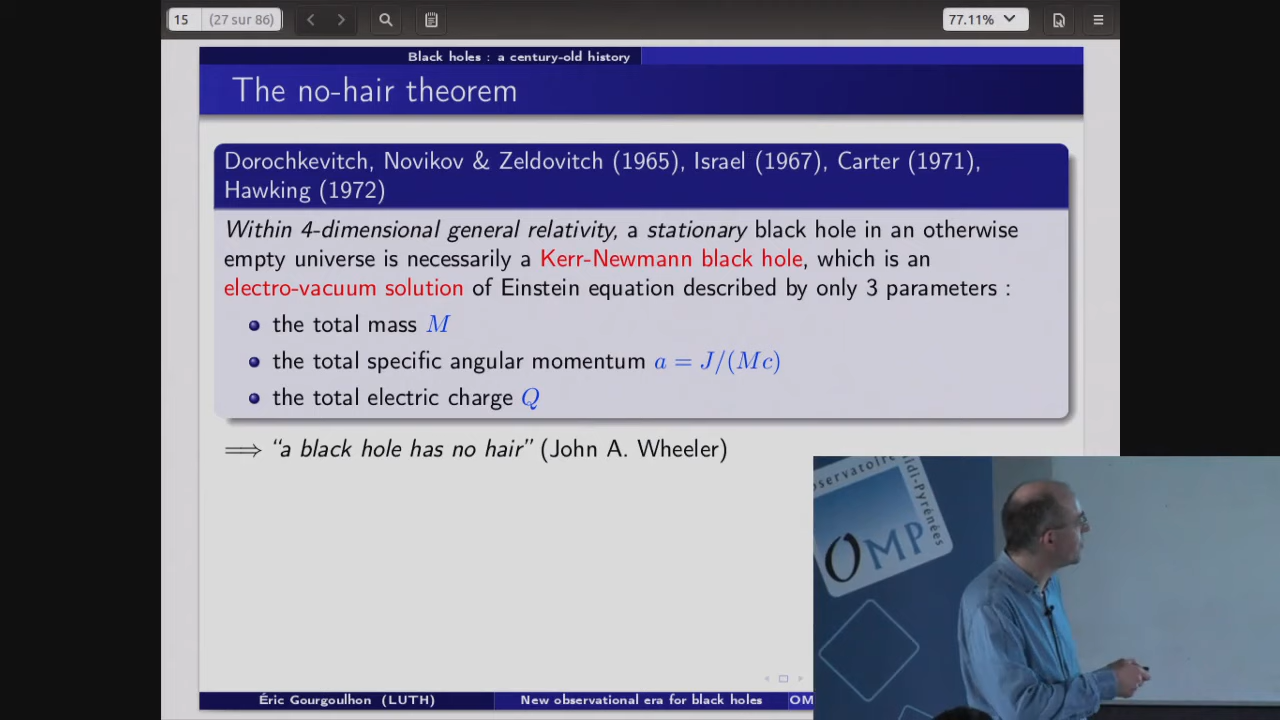 15 (27 sur 86) 77.11%
Black holes : a century-old history
The no-hair theorem
Dorochkevitch, Novikov & Zeldovitch (1965), Israel (1967), Carter (1971),
Hawking (1972)
Within 4-dimensional general relativity, a stationary black hole in an otherwise
empty universe is necessarily a Kerr-Newmann black hole, which is an
electro-vacuum solution of Einstein equation described by only 3 parameters :
the total mass M
the total specific angular momentum a = J/(Mc)
the total electric charge Q
⟹ “a black hole has no hair” (John A. Wheeler)
Éric Gourgoulhon (LUTH) New observational era for black holes OM
OMP